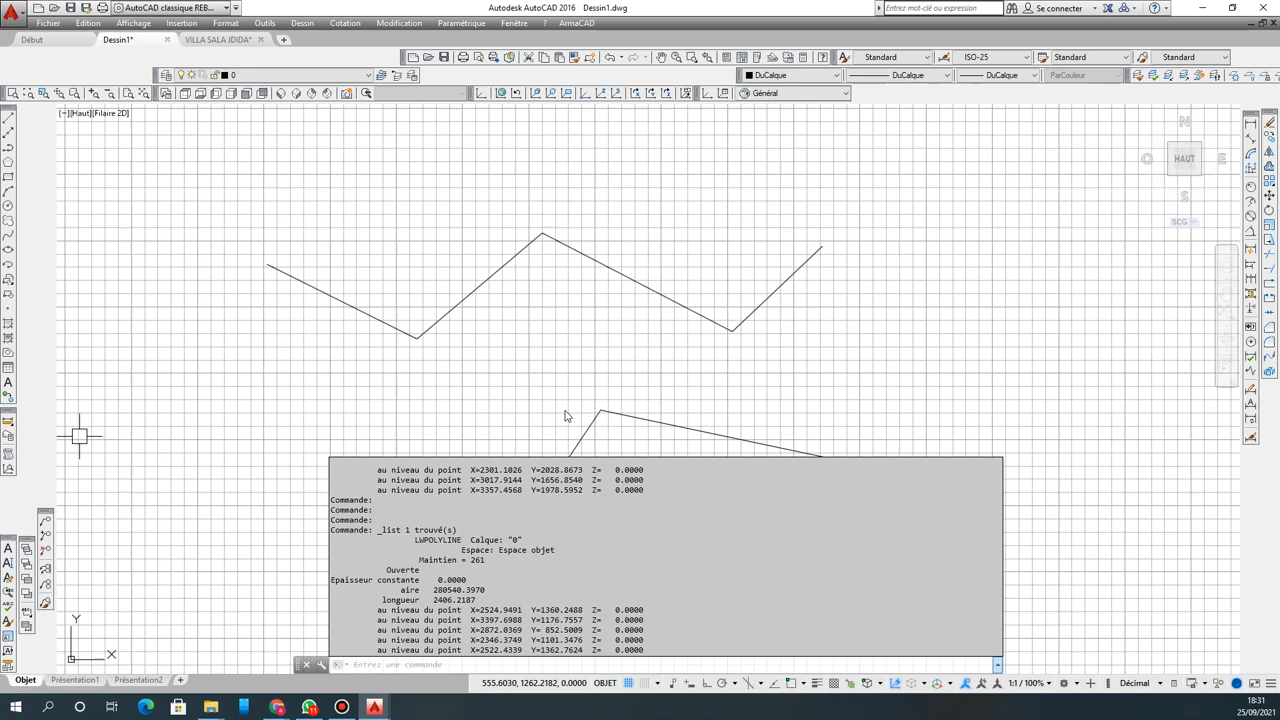 AutoCAD classique REB...
Autodesk AutoCAD 2016 Dessin1.dwg
Entrez mot-clé ou expression
Se connecter
Fichier Edition Affichage Insertion Format Outils Dessin Cotation Modification Paramétrique Fenêtre ? ArmaCAD
Début Dessin1* VILLA SALA JDIDA*
Standard ISO-25 Standard Standard
0 DuCalque DuCalque DuCalque ParCouleur
Général
[−][Haut][Filaire 2D]
N
O HAUT E
S
SCG
au niveau du point X=2301.1026 Y=2028.8673 Z= 0.0000
au niveau du point X=3017.9144 Y=1656.8540 Z= 0.0000
au niveau du point X=3357.4568 Y=1978.5952 Z= 0.0000
Commande:
Commande:
Commande:
Commande: _list 1 trouvé(s)
LWPOLYLINE Calque: "0"
Espace: Espace objet
Maintien = 261
Ouverte
Epaisseur constante 0.0000
aire 280540.3970
longueur 2406.2187
au niveau du point X=2524.9491 Y=1360.2488 Z= 0.0000
au niveau du point X=3397.6988 Y=1176.7557 Z= 0.0000
au niveau du point X=2872.0369 Y= 852.5009 Z= 0.0000
au niveau du point X=2346.3749 Y=1101.3476 Z= 0.0000
au niveau du point X=2522.4339 Y=1362.7624 Z= 0.0000
Entrez une commande
Y
X
Objet Présentation1 Présentation2 +
555.6030, 1262.2182, 0.0000 OBJET 1:1 / 100% Décimal
18:31
25/09/2021